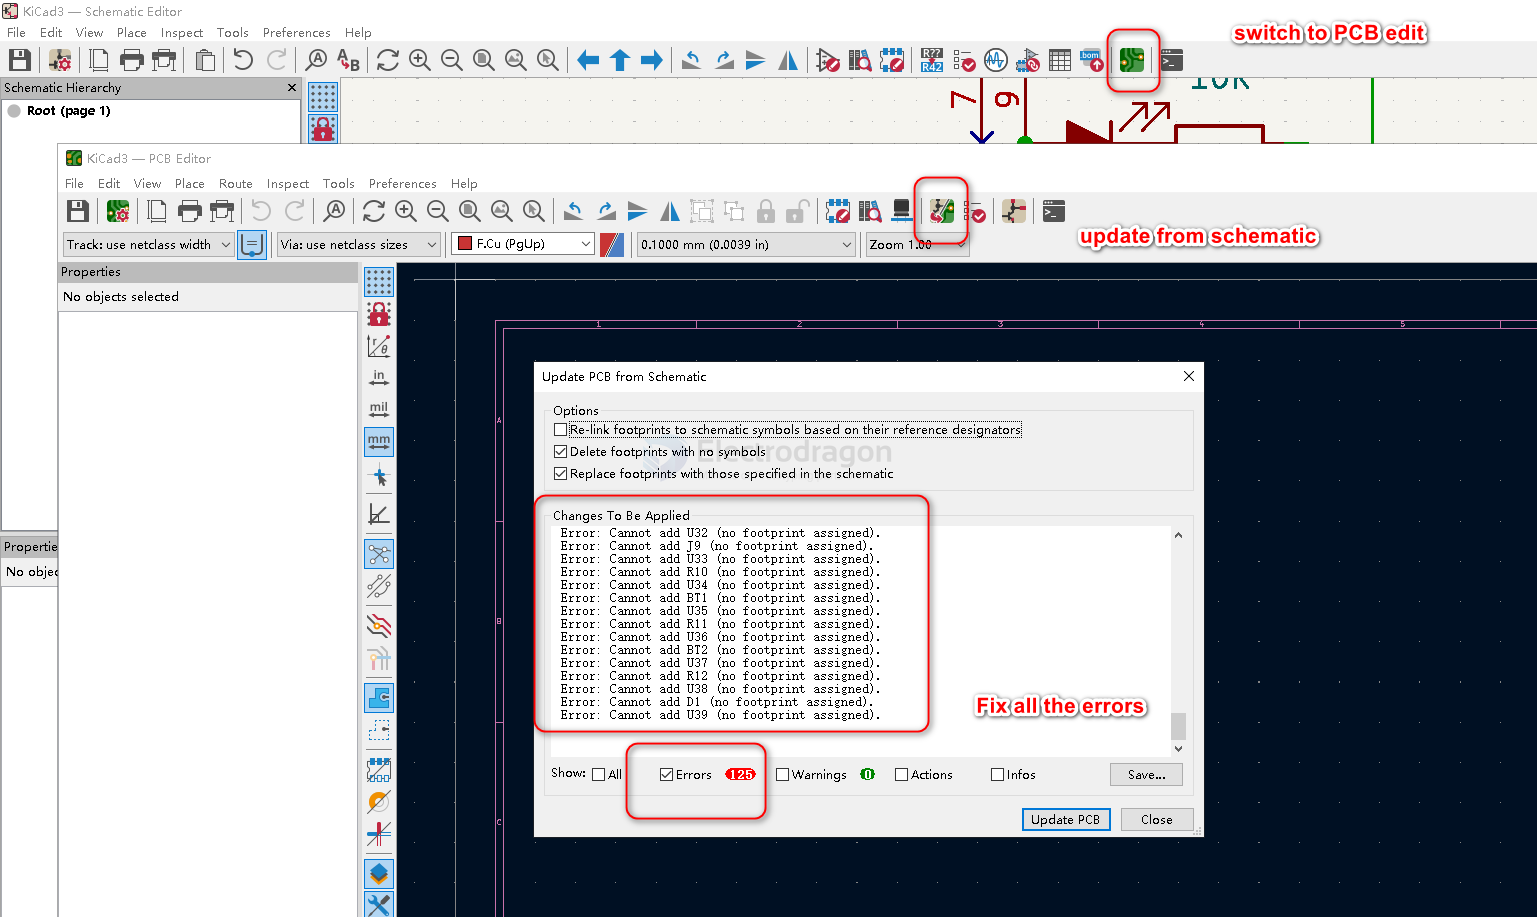 KiCad3 — Schematic Editor
File Edit View Place Inspect Tools Preferences Help
switch to PCB edit
R??
R42
bom
Schematic Hierarchy
Root (page 1)
7
9
10K
KiCad3 — PCB Editor
File Edit View Place Route Inspect Tools Preferences Help
Track: use netclass width
Via: use netclass sizes
F.Cu (PgUp)
0.1000 mm (0.0039 in)
Zoom 1.00
update from schematic
Properties
No objects selected
in
mil
mm
1 2 3 4 5
A
B
C
Update PCB from Schematic
Options
Re-link footprints to schematic symbols based on their reference designators
Delete footprints with no symbols
Electrodragon
Replace footprints with those specified in the schematic
Changes To Be Applied
Error: Cannot add U32 (no footprint assigned).
Error: Cannot add J9 (no footprint assigned).
Error: Cannot add U33 (no footprint assigned).
Error: Cannot add R10 (no footprint assigned).
Error: Cannot add U34 (no footprint assigned).
Error: Cannot add BT1 (no footprint assigned).
Error: Cannot add U35 (no footprint assigned).
Error: Cannot add R11 (no footprint assigned).
Error: Cannot add U36 (no footprint assigned).
Error: Cannot add BT2 (no footprint assigned).
Error: Cannot add U37 (no footprint assigned).
Error: Cannot add R12 (no footprint assigned).
Error: Cannot add U38 (no footprint assigned).
Error: Cannot add D1 (no footprint assigned).
Error: Cannot add U39 (no footprint assigned).
Fix all the errors
Show: All Errors 125 Warnings 0 Actions Infos Save...
Update PCB Close
Propertie
No objec